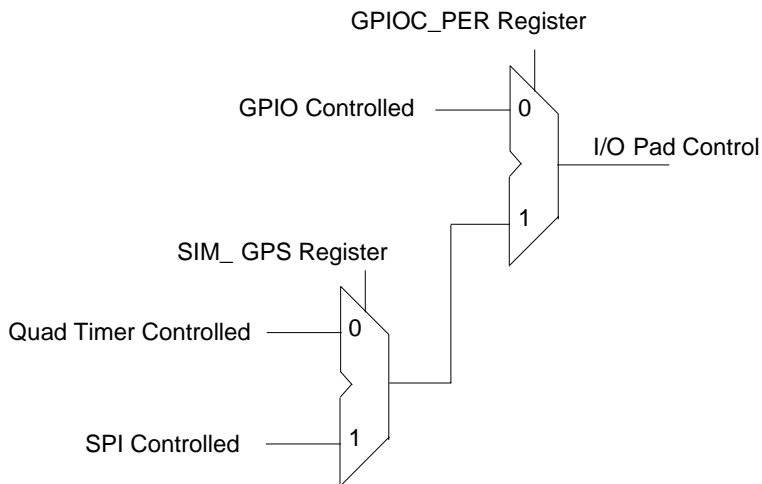 GPIOC_PER Register
GPIO Controlled
0
I/O Pad Control
1
SIM_ GPS Register
Quad Timer Controlled
0
SPI Controlled
1